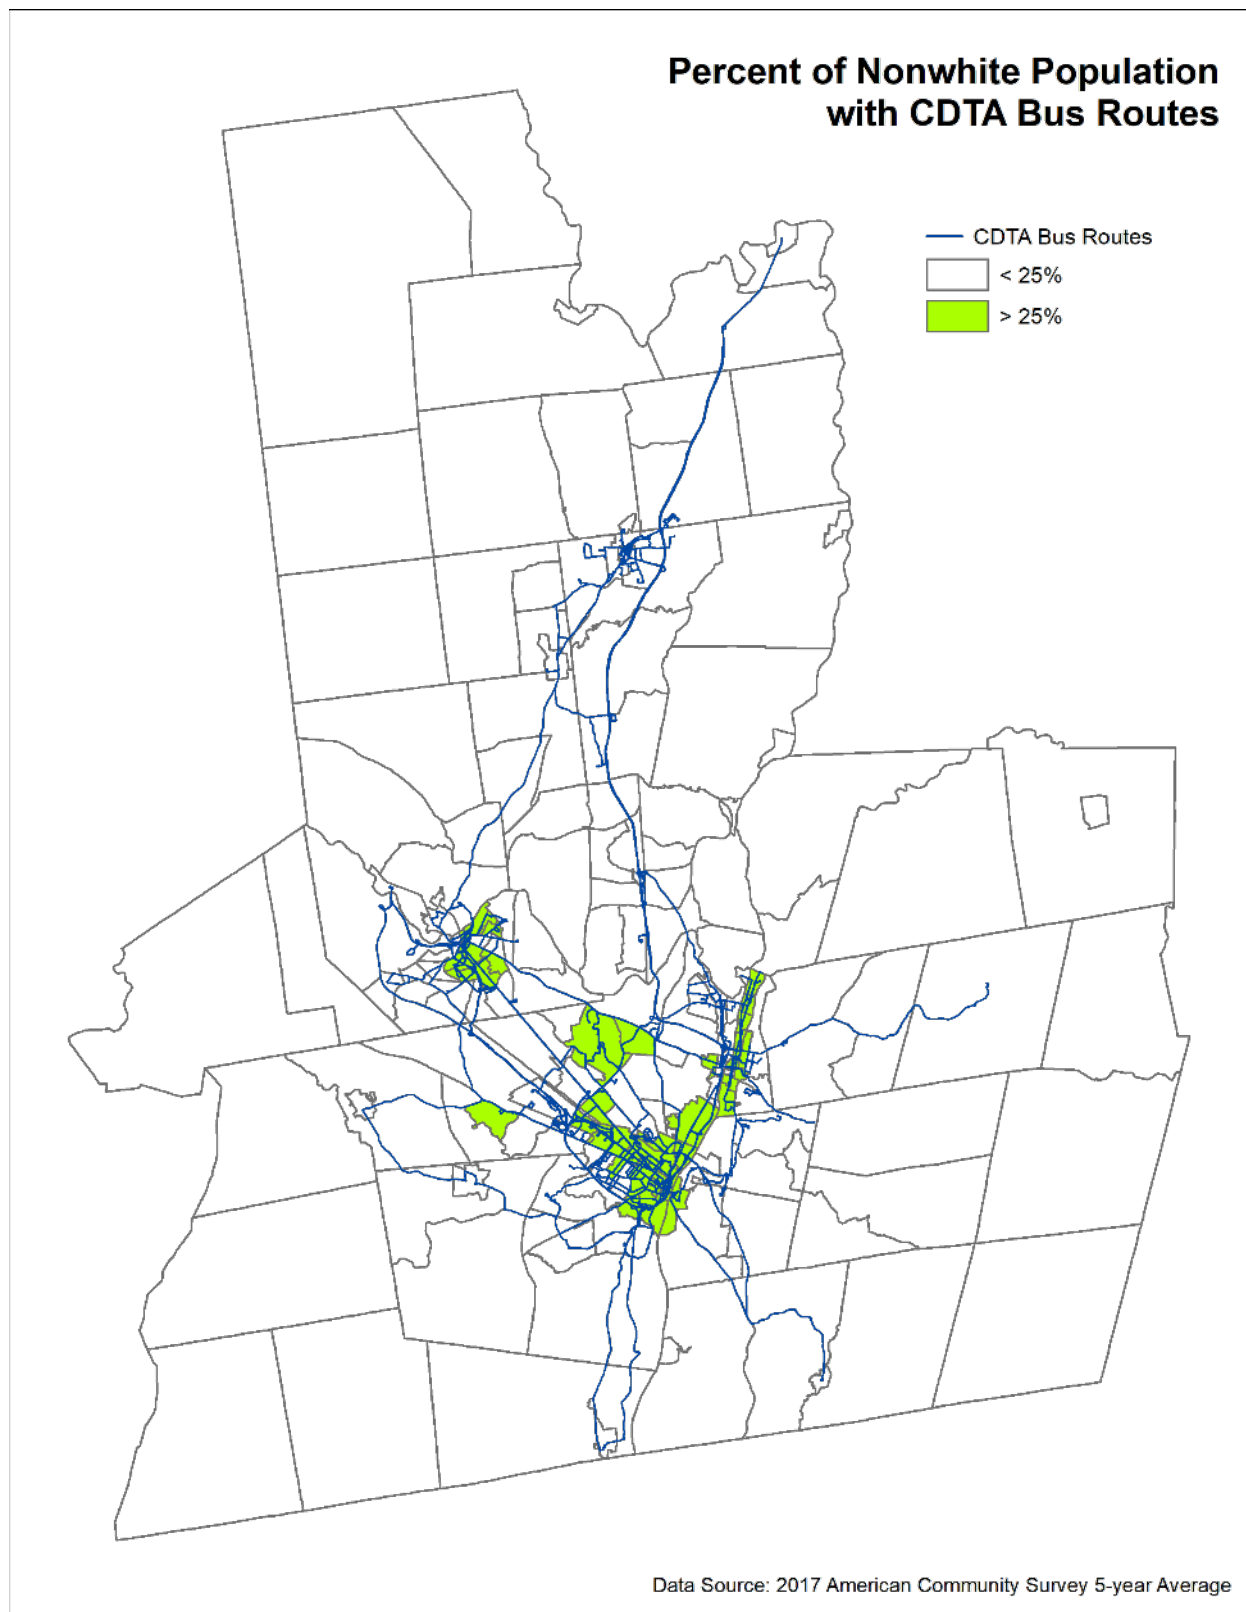 Percent of Nonwhite Population
with CDTA Bus Routes
CDTA Bus Routes
< 25%
> 25%
Data Source: 2017 American Community Survey 5-year Average